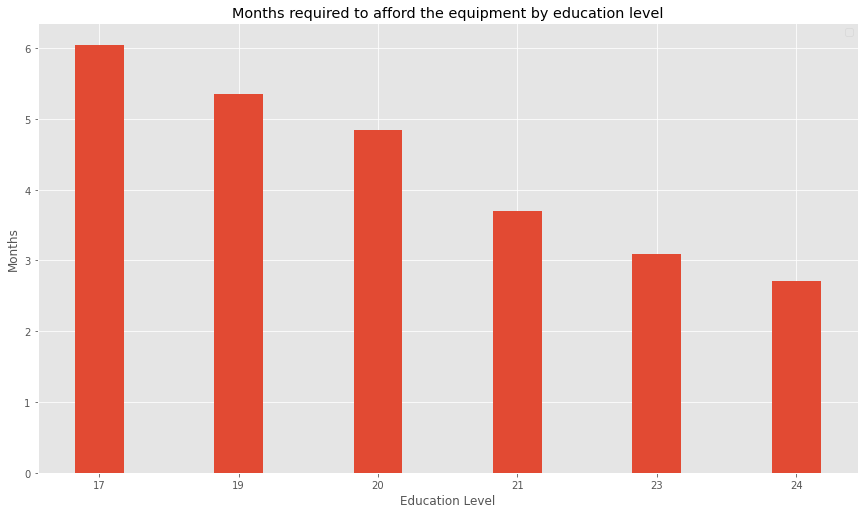 Months required to afford the equipment by education level
6
5
4
3
2
1
0
Months
17 19 20 21 23 24
Education Level